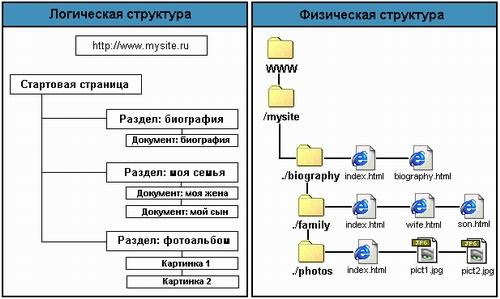 Логическая структура
http://www.mysite.ru
Стартовая страница
Раздел: биография
Документ: биография
Раздел: моя семья
Документ: моя жена
Документ: мой сын
Раздел: фотоальбом
Картинка 1
Картинка 2
Физическая структура
WWW
/mysite
./biography index.html biography.html
./family index.html wife.html son.html
JPG JPG
./photos index.html pict1.jpg pict2.jpg